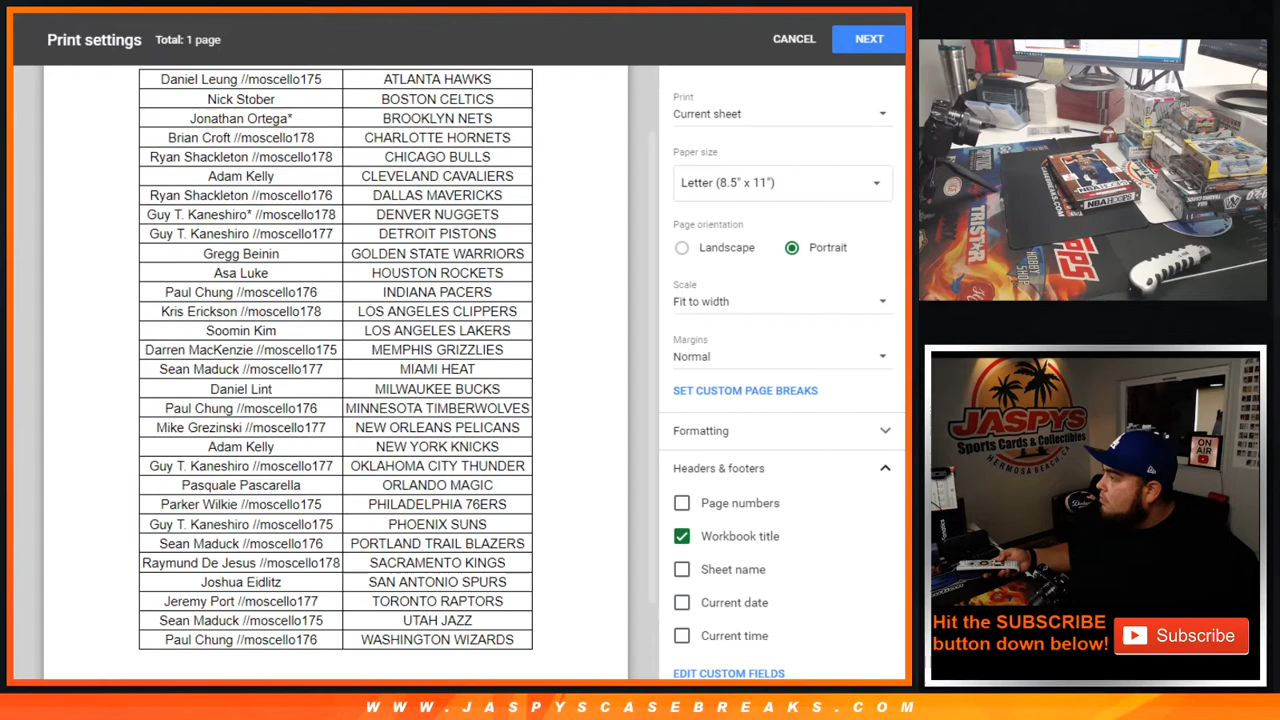 Print settings Total: 1 page CANCEL NEXT
Daniel Leung //moscello175 ATLANTA HAWKS
Nick Stober BOSTON CELTICS
Jonathan Ortega* BROOKLYN NETS
Brian Croft //moscello178 CHARLOTTE HORNETS
Ryan Shackleton //moscello178 CHICAGO BULLS
Adam Kelly CLEVELAND CAVALIERS
Ryan Shackleton //moscello176 DALLAS MAVERICKS
Guy T. Kaneshiro* //moscello178 DENVER NUGGETS
Guy T. Kaneshiro //moscello177 DETROIT PISTONS
Gregg Beinin GOLDEN STATE WARRIORS
Asa Luke HOUSTON ROCKETS
Paul Chung //moscello176 INDIANA PACERS
Kris Erickson //moscello178 LOS ANGELES CLIPPERS
Soomin Kim LOS ANGELES LAKERS
Darren MacKenzie //moscello175 MEMPHIS GRIZZLIES
Sean Maduck //moscello177 MIAMI HEAT
Daniel Lint MILWAUKEE BUCKS
Paul Chung //moscello176 MINNESOTA TIMBERWOLVES
Mike Grezinski //moscello177 NEW ORLEANS PELICANS
Adam Kelly NEW YORK KNICKS
Guy T. Kaneshiro //moscello177 OKLAHOMA CITY THUNDER
Pasquale Pascarella ORLANDO MAGIC
Parker Wilkie //moscello175 PHILADELPHIA 76ERS
Guy T. Kaneshiro //moscello175 PHOENIX SUNS
Sean Maduck //moscello176 PORTLAND TRAIL BLAZERS
Raymund De Jesus //moscello178 SACRAMENTO KINGS
Joshua Eidlitz SAN ANTONIO SPURS
Jeremy Port //moscello177 TORONTO RAPTORS
Sean Maduck //moscello175 UTAH JAZZ
Paul Chung //moscello176 WASHINGTON WIZARDS
Print
Current sheet
Paper size
Letter (8.5" x 11")
Page orientation
Landscape Portrait
Scale
Fit to width
Margins
Normal
SET CUSTOM PAGE BREAKS
Formatting
Headers & footers
Page numbers
Workbook title
Sheet name
Current date
Current time
EDIT CUSTOM FIELDS
TRISTAR
HOBBY
SHOP
TOPPS
NBA HOOPS
JASPYS
Sports Cards & Collectibles
HERMOSA BEACH, CA
ON
AIR
Hit the SUBSCRIBE
button down below!
Subscribe
WWW.JASPYSCASEBREAKS.COM